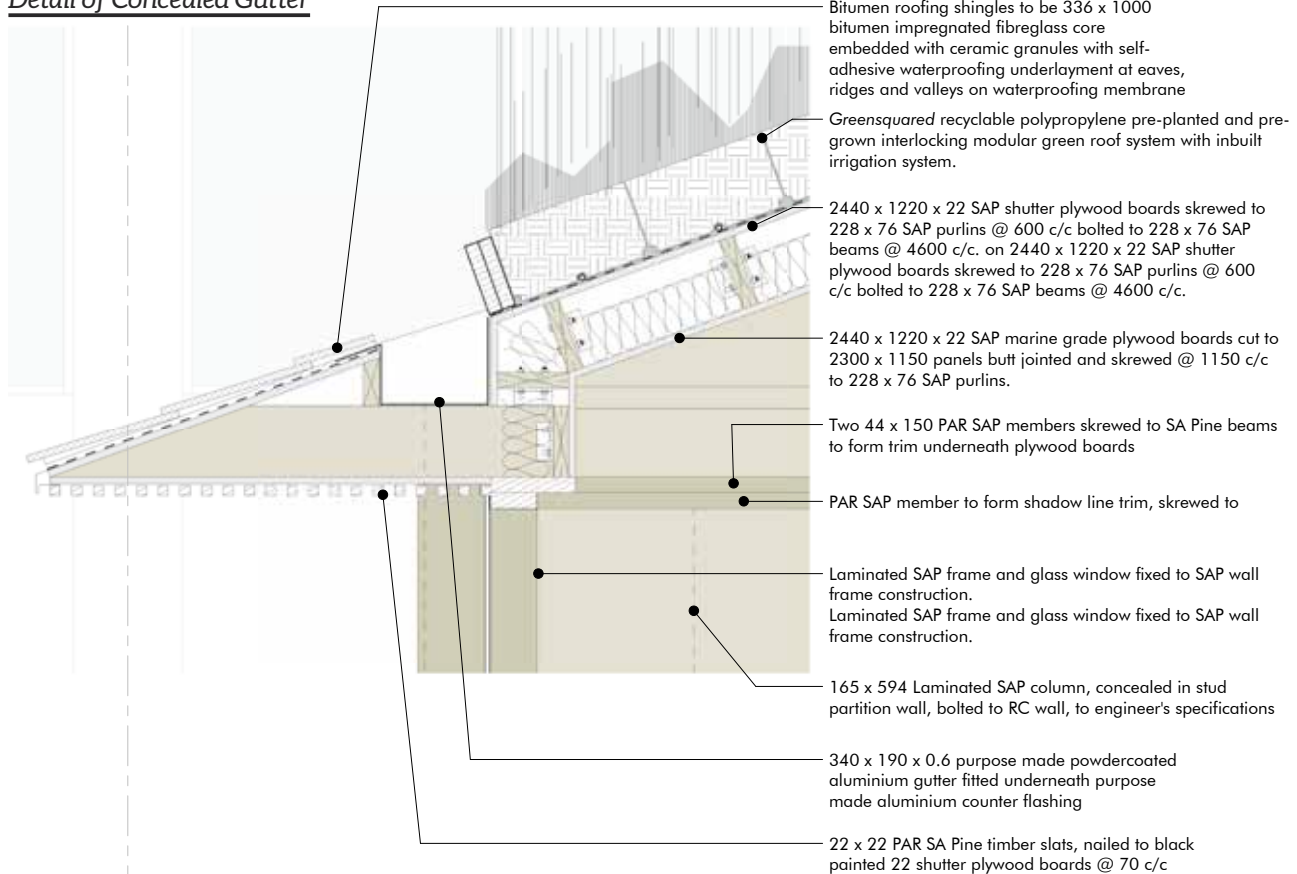 Detail of Concealed Gutter
Bitumen roofing shingles to be 336 x 1000
bitumen impregnated fibreglass core
embedded with ceramic granules with self-
adhesive waterproofing underlayment at eaves,
ridges and valleys on waterproofing membrane
Greensquared recyclable polypropylene pre-planted and pre-
grown interlocking modular green roof system with inbuilt
irrigation system.
2440 x 1220 x 22 SAP shutter plywood boards skrewed to
228 x 76 SAP purlins @ 600 c/c bolted to 228 x 76 SAP
beams @ 4600 c/c. on 2440 x 1220 x 22 SAP shutter
plywood boards skrewed to 228 x 76 SAP purlins @ 600
c/c bolted to 228 x 76 SAP beams @ 4600 c/c.
2440 x 1220 x 22 SAP marine grade plywood boards cut to
2300 x 1150 panels butt jointed and skrewed @ 1150 c/c
to 228 x 76 SAP purlins.
Two 44 x 150 PAR SAP members skrewed to SA Pine beams
to form trim underneath plywood boards
PAR SAP member to form shadow line trim, skrewed to
Laminated SAP frame and glass window fixed to SAP wall
frame construction.
Laminated SAP frame and glass window fixed to SAP wall
frame construction.
165 x 594 Laminated SAP column, concealed in stud
partition wall, bolted to RC wall, to engineer's specifications
340 x 190 x 0.6 purpose made powdercoated
aluminium gutter fitted underneath purpose
made aluminium counter flashing
22 x 22 PAR SA Pine timber slats, nailed to black
painted 22 shutter plywood boards @ 70 c/c